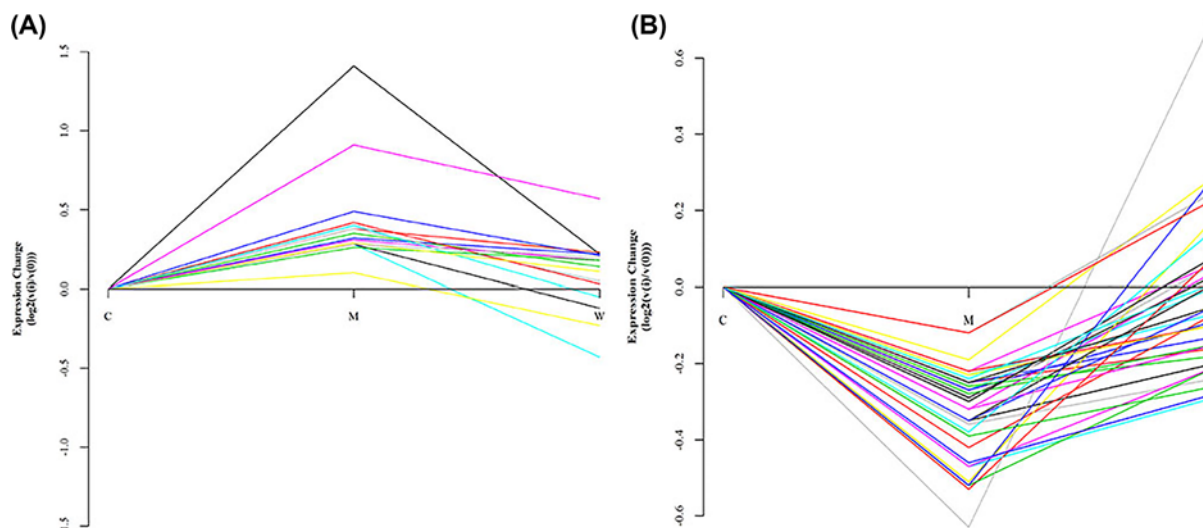 (A)
1.5
1.0
0.5
0.0
-0.5
-1.0
Expression Change
(log2(v(i)/v(0)))
C
M
W
(B)
0.6
0.4
0.2
0.0
-0.2
-0.4
-0.6
Expression Change
(log2(v(i)/v(0)))
C
M